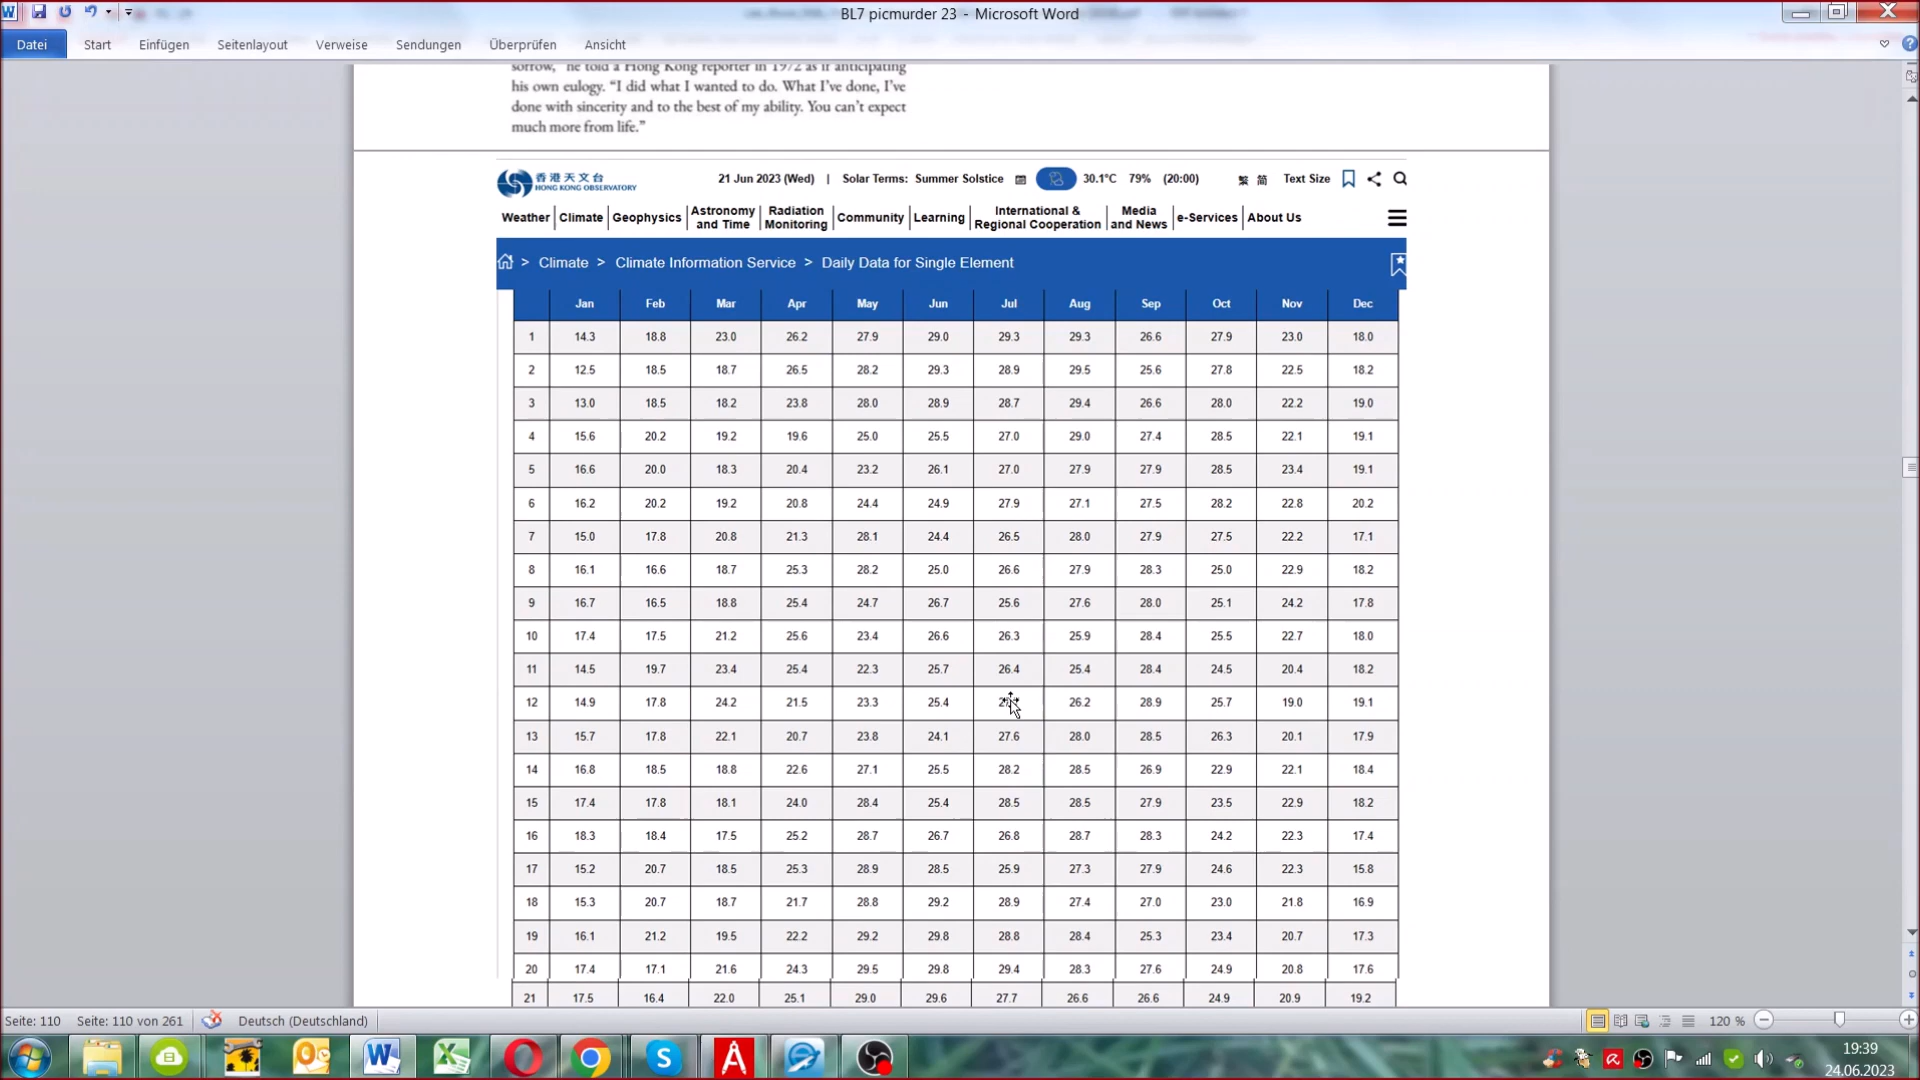 BL7 picmurder 23 - Microsoft Word
Datei Start Einfügen Seitenlayout Verweise Sendungen Überprüfen Ansicht
sorrow," he told a Hong Kong reporter in 1972 as if anticipating
his own eulogy. “I did what I wanted to do. What I’ve done, I’ve
done with sincerity and to the best of my ability. You can’t expect
much more from life.”
香港天文台
HONG KONG OBSERVATORY
21 Jun 2023 (Wed) | Solar Terms: Summer Solstice 30.1°C 79% (20:00) 繁 简 Text Size
Weather Climate Geophysics Astronomy and Time Radiation Monitoring Community Learning International & Regional Cooperation Media and News e-Services About Us
> Climate > Climate Information Service > Daily Data for Single Element
Jan Feb Mar Apr May Jun Jul Aug Sep Oct Nov Dec
1 14.3 18.8 23.0 26.2 27.9 29.0 29.3 29.3 26.6 27.9 23.0 18.0
2 12.5 18.5 18.7 26.5 28.2 29.3 28.9 29.5 25.6 27.8 22.5 18.2
3 13.0 18.5 18.2 23.8 28.0 28.9 28.7 29.4 26.6 28.0 22.2 19.0
4 15.6 20.2 19.2 19.6 25.0 25.5 27.0 29.0 27.4 28.5 22.1 19.1
5 16.6 20.0 18.3 20.4 23.2 26.1 27.0 27.9 27.9 28.5 23.4 19.1
6 16.2 20.2 19.2 20.8 24.4 24.9 27.9 27.1 27.5 28.2 22.8 20.2
7 15.0 17.8 20.8 21.3 28.1 24.4 26.5 28.0 27.9 27.5 22.2 17.1
8 16.1 16.6 18.7 25.3 28.2 25.0 26.6 27.9 28.3 25.0 22.9 18.2
9 16.7 16.5 18.8 25.4 24.7 26.7 25.6 27.6 28.0 25.1 24.2 17.8
10 17.4 17.5 21.2 25.6 23.4 26.6 26.3 25.9 28.4 25.5 22.7 18.0
11 14.5 19.7 23.4 25.4 22.3 25.7 26.4 25.4 28.4 24.5 20.4 18.2
12 14.9 17.8 24.2 21.5 23.3 25.4 26.2 28.9 25.7 19.0 19.1
13 15.7 17.8 22.1 20.7 23.8 24.1 27.6 28.0 28.5 26.3 20.1 17.9
14 16.8 18.5 18.8 22.6 27.1 25.5 28.2 28.5 26.9 22.9 22.1 18.4
15 17.4 17.8 18.1 24.0 28.4 25.4 28.5 28.5 27.9 23.5 22.9 18.2
16 18.3 18.4 17.5 25.2 28.7 26.7 26.8 28.7 28.3 24.2 22.3 17.4
17 15.2 20.7 18.5 25.3 28.9 28.5 25.9 27.3 27.9 24.6 22.3 15.8
18 15.3 20.7 18.7 21.7 28.8 29.2 28.9 27.4 27.0 23.0 21.8 16.9
19 16.1 21.2 19.5 22.2 29.2 29.8 28.8 28.4 25.3 23.4 20.7 17.3
20 17.4 17.1 21.6 24.3 29.5 29.8 29.4 28.3 27.6 24.9 20.8 17.6
21 17.5 16.4 22.0 25.1 29.0 29.6 27.7 26.6 26.6 24.9 20.9 19.2
Seite: 110 Seite: 110 von 261 Deutsch (Deutschland) 120 %
19:39
24.06.2023